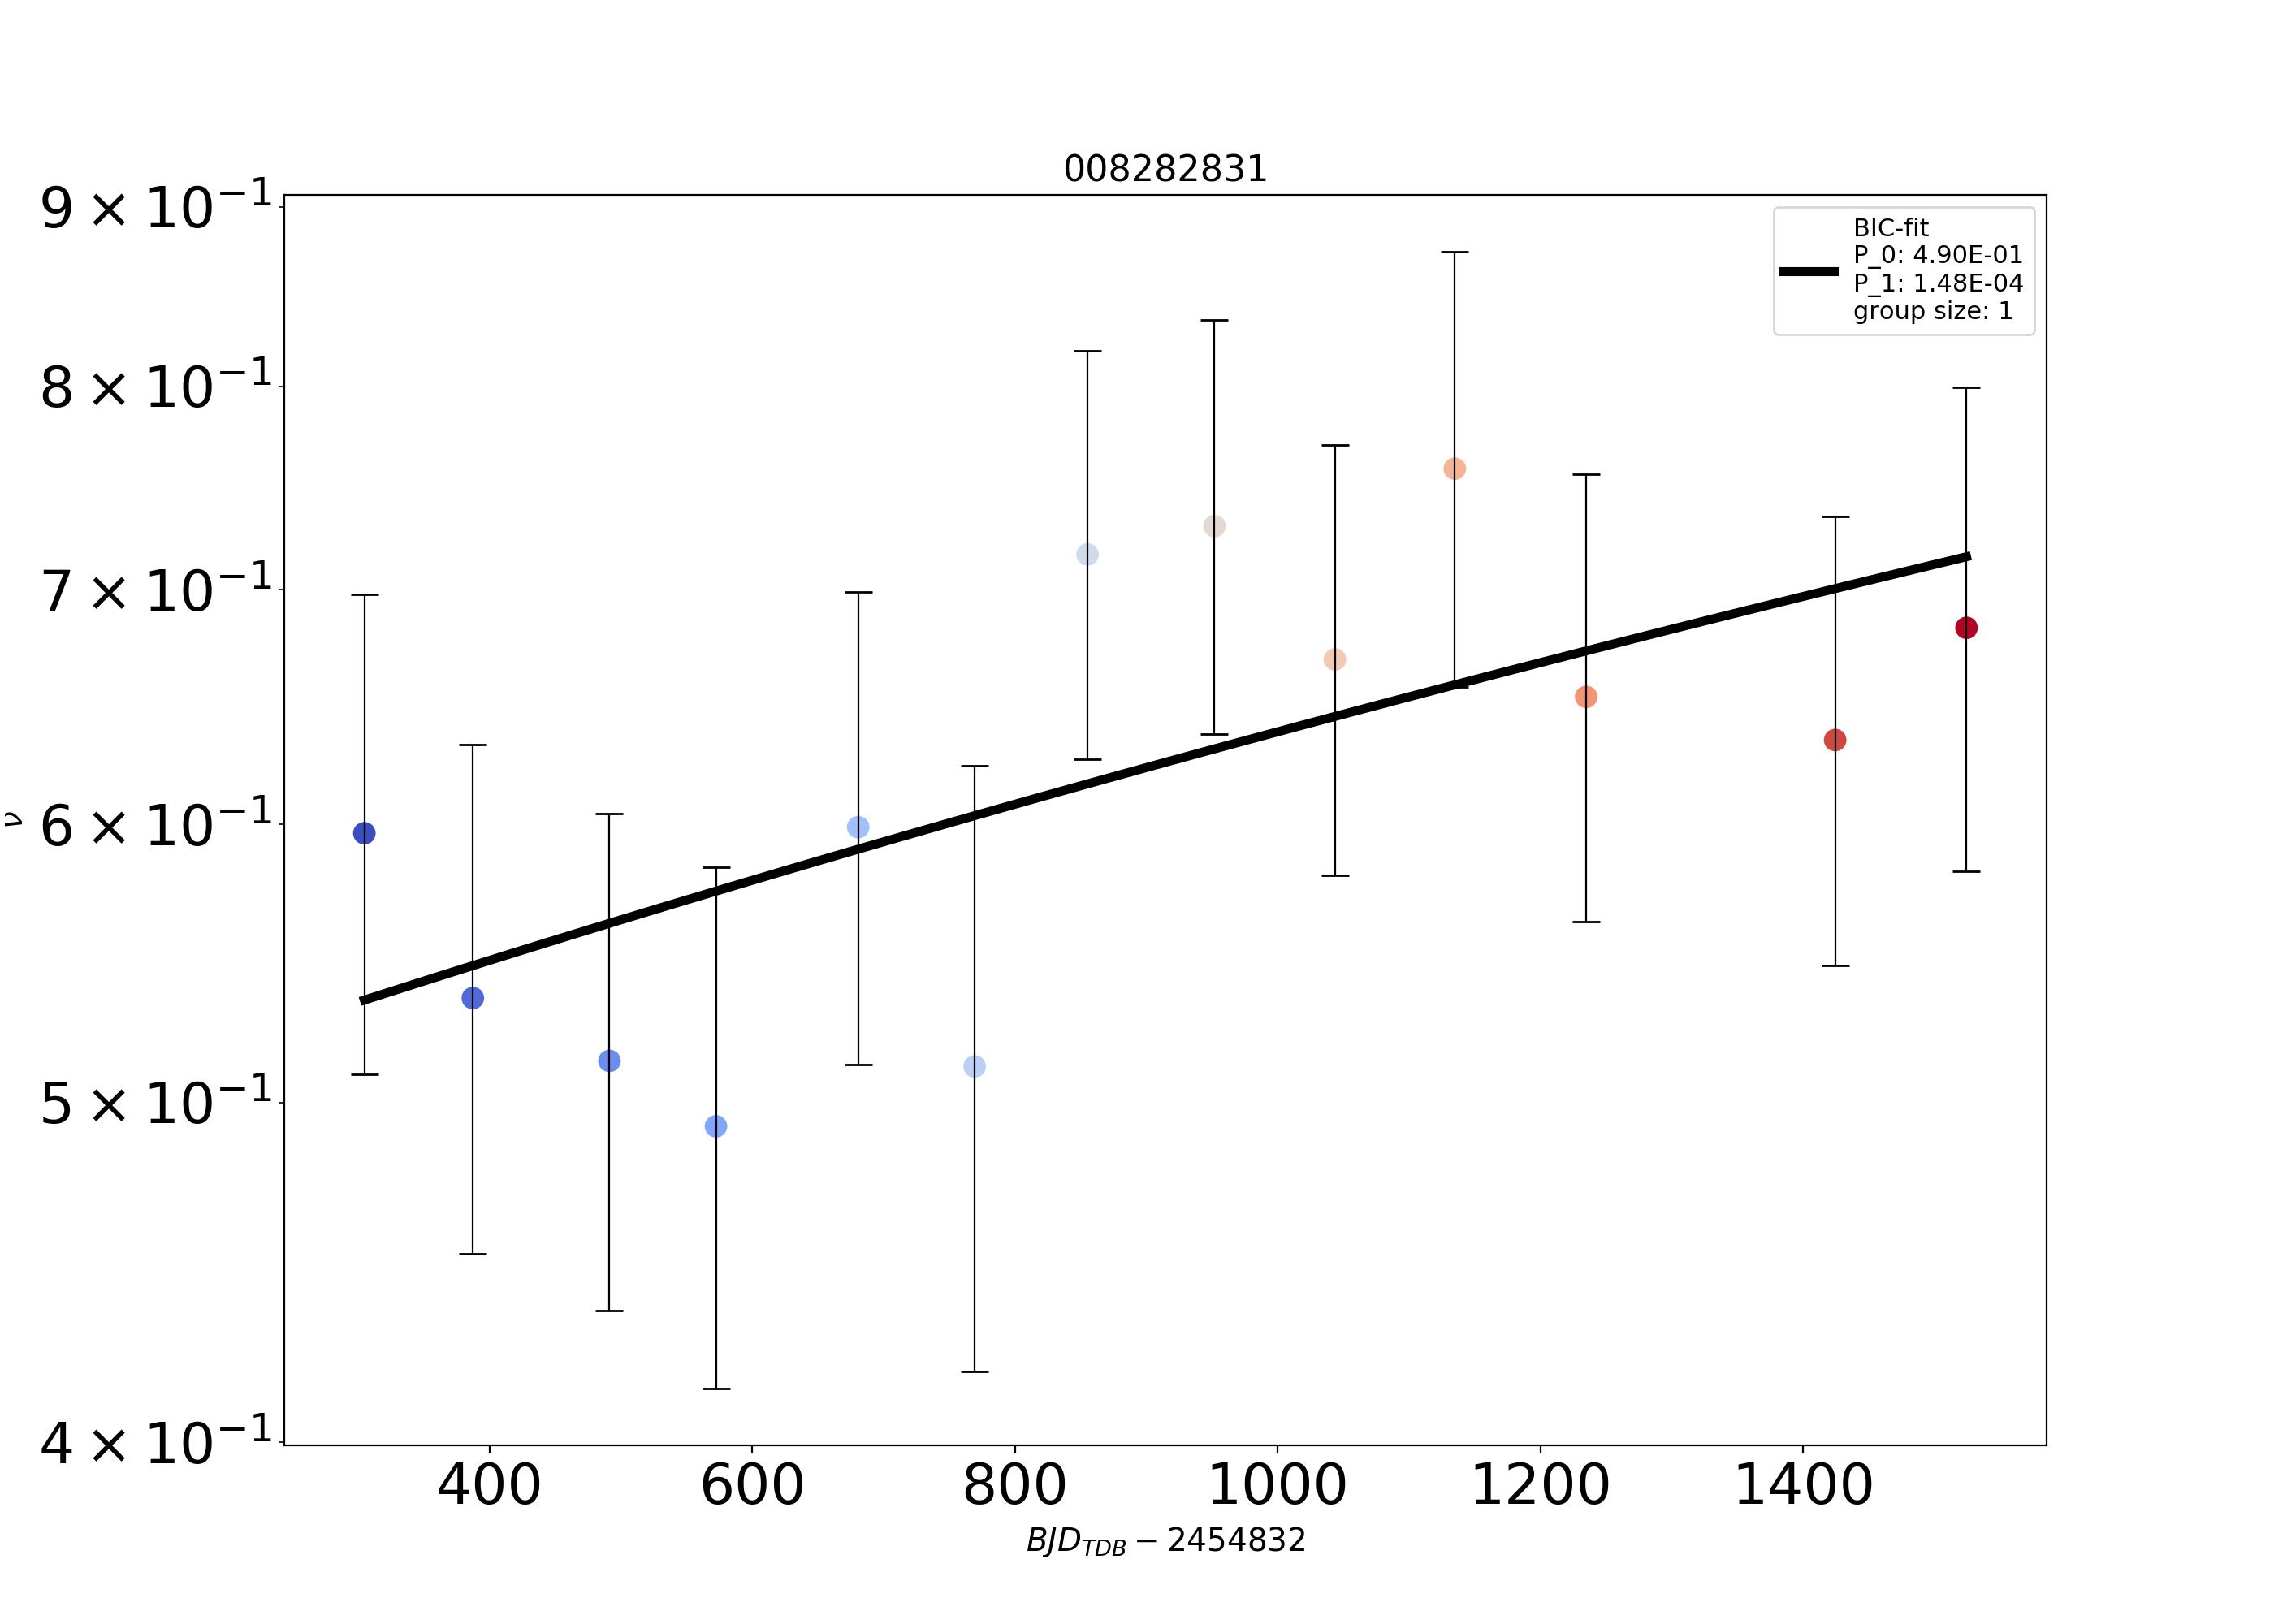 008282831
9 × 10⁻¹
8 × 10⁻¹
7 × 10⁻¹
6 × 10⁻¹
5 × 10⁻¹
4 × 10⁻¹
ν
BIC-fit
P_0: 4.90E-01
P_1: 1.48E-04
group size: 1
400 600 800 1000 1200 1400
BJD_TDB − 2454832